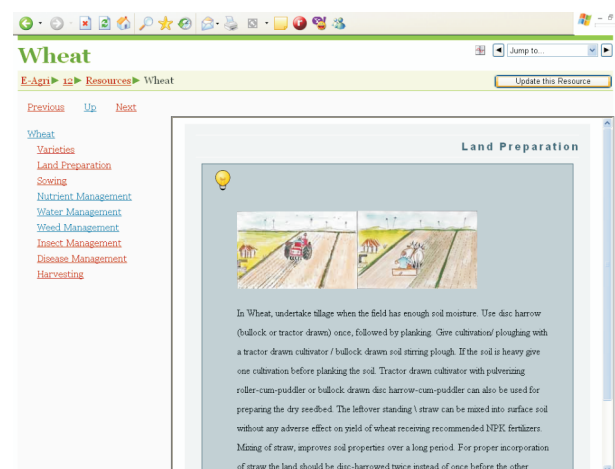 Wheat
Jump to...
E-Agri ▶ 12 ▶ Resources ▶ Wheat
Update this Resource
Previous Up Next
Wheat
Varieties
Land Preparation
Sowing
Nutrient Management
Water Management
Weed Management
Insect Management
Disease Management
Harvesting
Land Preparation
In Wheat, undertake tillage when the field has enough soil moisture. Use disc harrow
(bullock or tractor drawn) once, followed by planking. Give cultivation/ ploughing with
a tractor drawn cultivator / bullock drawn soil stirring plough. If the soil is heavy give
one cultivation before planking the soil. Tractor drawn cultivator with pulverizing
roller-cum-puddler or bullock drawn disc harrow-cum-puddler can also be used for
preparing the dry seedbed. The leftover standing \ straw can be mixed into surface soil
without any adverse effect on yield of wheat receiving recommended NPK fertilizers.
Mixing of straw, improves soil properties over a long period. For proper incorporation
of straw the land should be disc-harrowed twice instead of once before the other